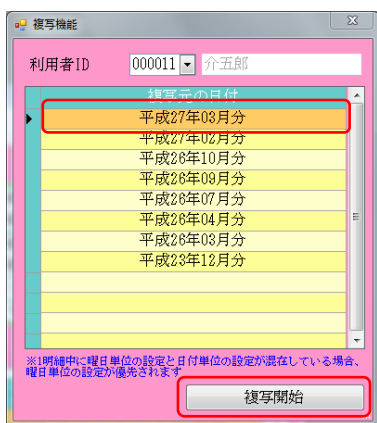 複写機能
利用者ID 000011 介五郎
複写元の日付
平成27年03月分
平成27年02月分
平成26年10月分
平成26年09月分
平成26年07月分
平成26年04月分
平成26年03月分
平成23年12月分
※1明細中に曜日単位の設定と日付単位の設定が混在している場合、
曜日単位の設定が優先されます
複写開始